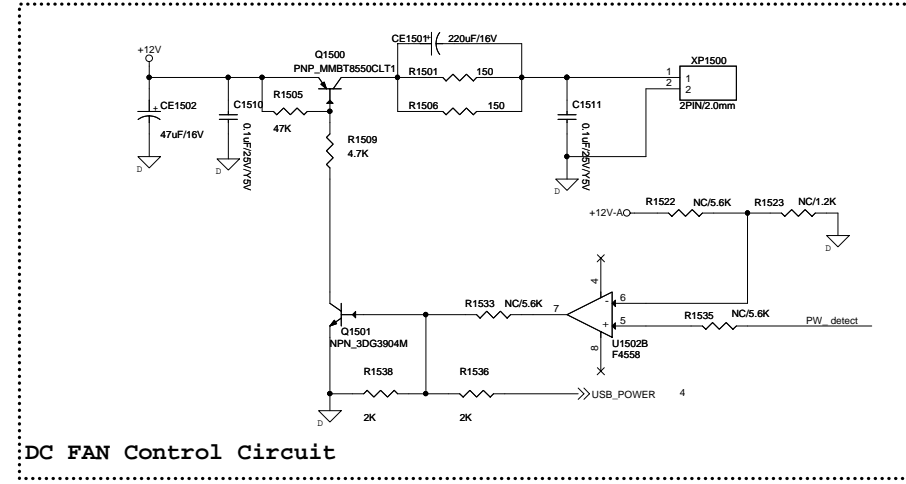 +12V
Q1500
PNP_MMBT8550CLT1
CE1501 + 220uF/16V
R1501 150
R1506 150
XP1500
1 1
2 2
2PIN/2.0mm
+ CE1502
47uF/16V
C1510
0.1uF/25V/Y5V
R1505
47K
R1509
4.7K
C1511
0.1uF/25V/Y5V
D
D
D
+12V-A
R1522 NC/5.6K
R1523 NC/1.2K
D
4
R1533 NC/5.6K
7
- 6
+ 5
8
U1502B
F4558
R1535 NC/5.6K
PW_detect
Q1501
NPN_3DG3904M
R1538
2K
R1536
2K
USB_POWER 4
D
DC FAN Control Circuit